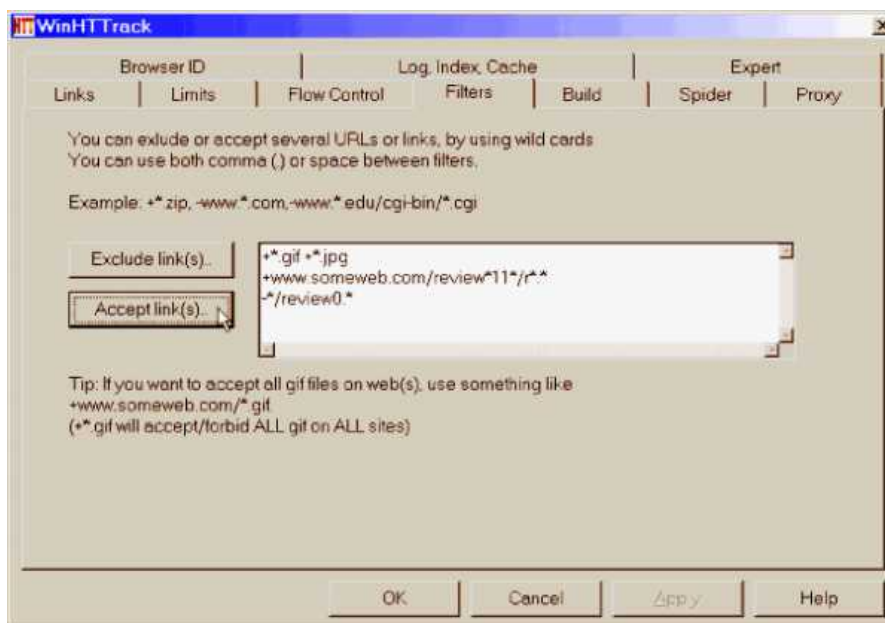 WinHTTrack
Browser ID Log, Index, Cache Expert
Links Limits Flow Control Filters Build Spider Proxy
You can exlude or accept several URLs or links, by using wild cards
You can use both comma (,) or space between filters.
Example: +*.zip, -www.*.com,-www.*.edu/cgi-bin/*.cgi
Exclude link(s)..
+*.gif +*.jpg
+www.someweb.com/review*11*/r*.*
-*/review0.*
Accept link(s)..
Tip: If you want to accept all gif files on web(s), use something like
+www.someweb.com/*.gif.
(+*.gif will accept/forbid ALL gif on ALL sites)
OK Cancel Apply Help